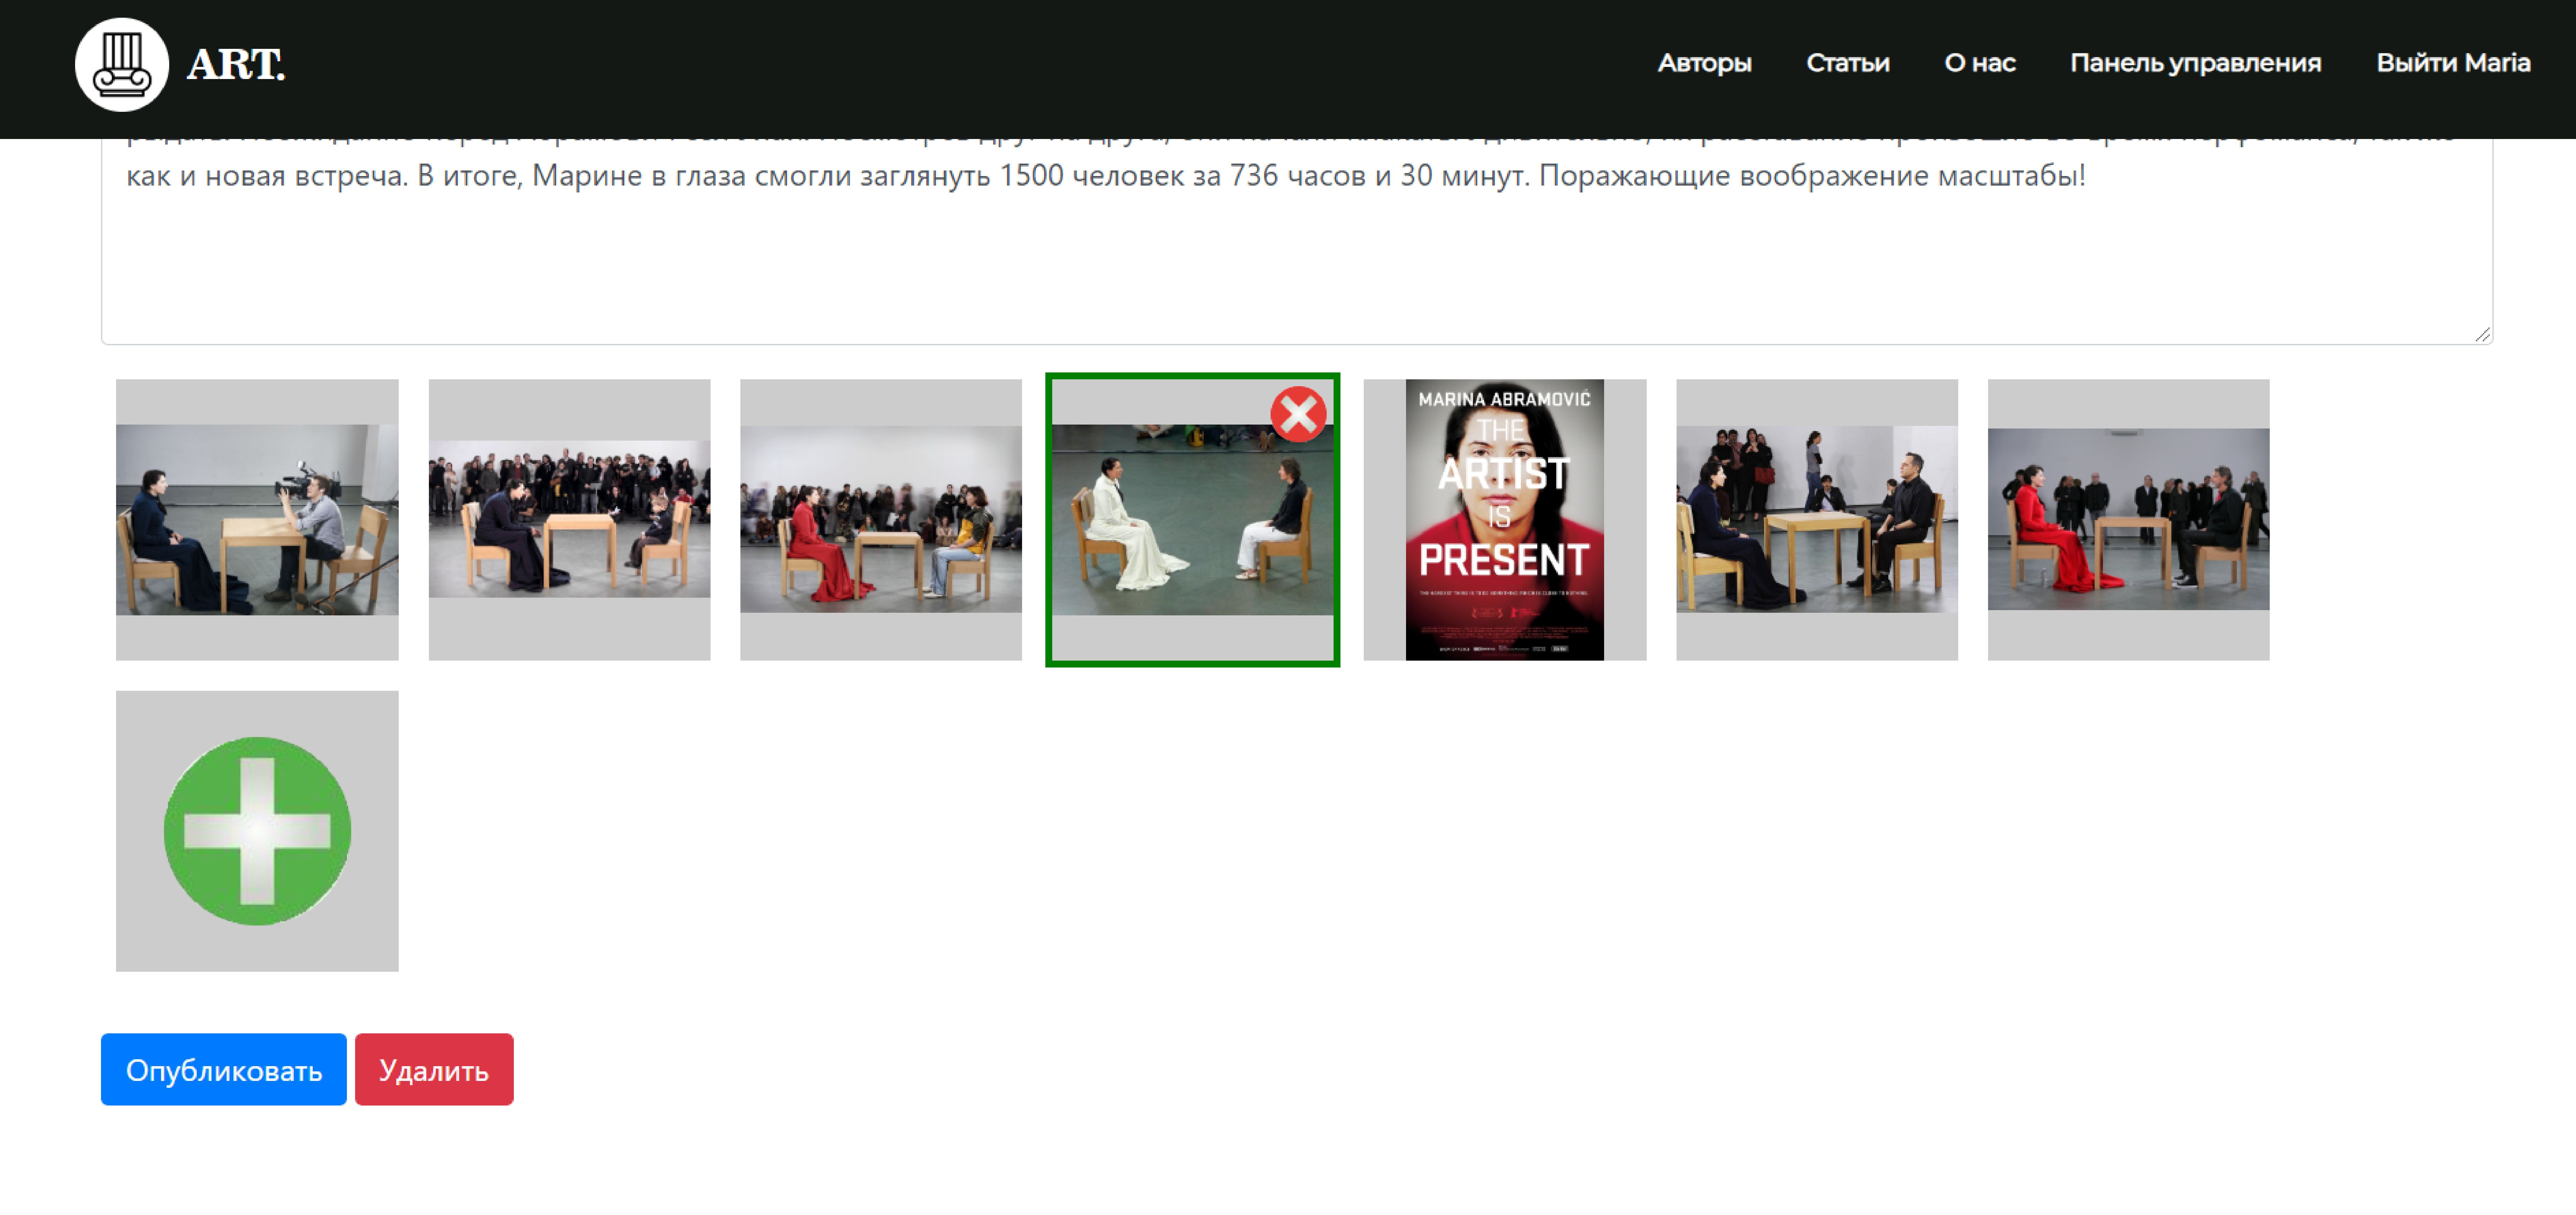 ART.
Авторы Статьи О нас Панель управления Выйти Maria
как и новая встреча. В итоге, Марине в глаза смогли заглянуть 1500 человек за 736 часов и 30 минут. Поражающие воображение масштабы!
MARINA ABRAMOVIĆ
THE
ARTIST
IS
PRESENT
Опубликовать Удалить